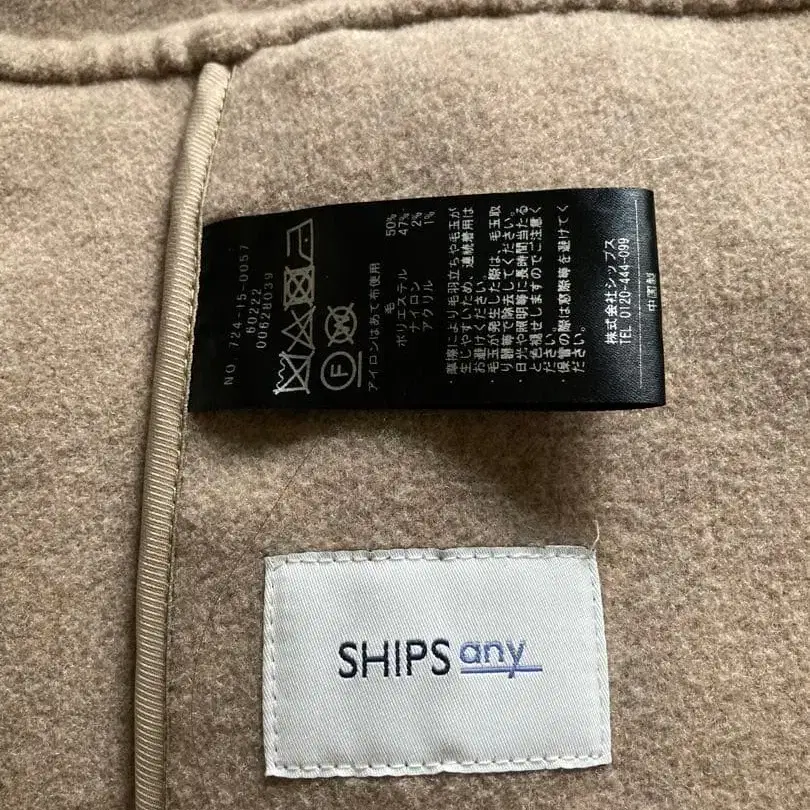 NO. 724-15-0057
60222
00628039
F
アイロンはあて布使用
毛 50%
ポリエステル 47%
ナイロン 2%
アクリル 1%
・摩擦により毛羽立ちや毛玉が
生じやすいため、連続着用は
お避けください。
・毛玉が発生した際は、毛玉取
り器等で除去してください。
・日光や照明等に長時間当たる
と色褪せしますのでご注意く
ださい。
・保管の際は窓際等を避けてく
ださい。
株式会社シップス
TEL 0120-444-099
中国製
SHIPS any